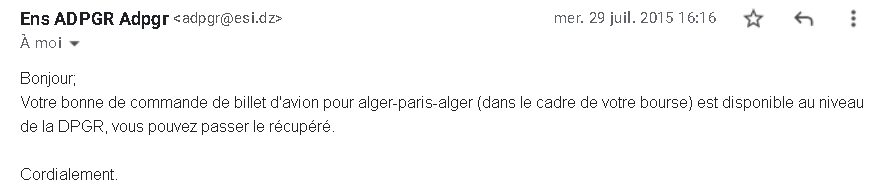 Ens ADPGR Adpgr <adpgr@esi.dz> mer. 29 juil. 2015 16:16
À moi
Bonjour;
Votre bonne de commande de billet d'avion pour alger-paris-alger (dans le cadre de votre bourse) est disponible au niveau
de la DPGR, vous pouvez passer le récupéré.
Cordialement.